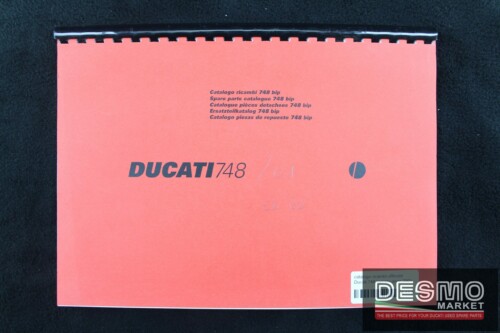 Catalogo ricambi 748 bip
Spare parts catalogue 748 bip
Catalogue pièces detachees 748 bip
Ersatzteilkatalog 748 bip
Catalogo piezas de repuesto 748 bip
DUCATI748
DESMO
MARKET
THE BEST PRICE FOR YOUR DUCATI USED SPARE PARTS